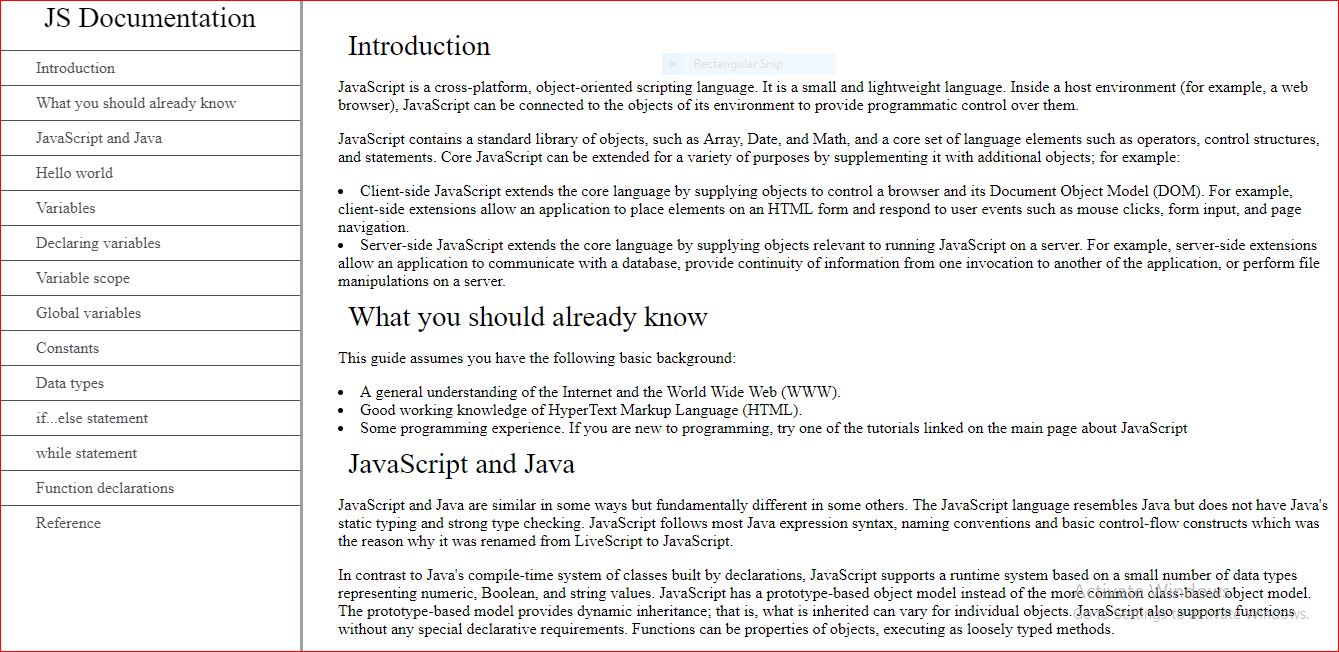 JS Documentation
Introduction
What you should already know
JavaScript and Java
Hello world
Variables
Declaring variables
Variable scope
Global variables
Constants
Data types
if...else statement
while statement
Function declarations
Reference
Introduction
Rectangular Snip
JavaScript is a cross-platform, object-oriented scripting language. It is a small and lightweight language. Inside a host environment (for example, a web
browser), JavaScript can be connected to the objects of its environment to provide programmatic control over them.
JavaScript contains a standard library of objects, such as Array, Date, and Math, and a core set of language elements such as operators, control structures,
and statements. Core JavaScript can be extended for a variety of purposes by supplementing it with additional objects; for example:
• Client-side JavaScript extends the core language by supplying objects to control a browser and its Document Object Model (DOM). For example,
client-side extensions allow an application to place elements on an HTML form and respond to user events such as mouse clicks, form input, and page
navigation.
• Server-side JavaScript extends the core language by supplying objects relevant to running JavaScript on a server. For example, server-side extensions
allow an application to communicate with a database, provide continuity of information from one invocation to another of the application, or perform file
manipulations on a server.
What you should already know
This guide assumes you have the following basic background:
• A general understanding of the Internet and the World Wide Web (WWW).
• Good working knowledge of HyperText Markup Language (HTML).
• Some programming experience. If you are new to programming, try one of the tutorials linked on the main page about JavaScript
JavaScript and Java
JavaScript and Java are similar in some ways but fundamentally different in some others. The JavaScript language resembles Java but does not have Java's
static typing and strong type checking. JavaScript follows most Java expression syntax, naming conventions and basic control-flow constructs which was
the reason why it was renamed from LiveScript to JavaScript.
In contrast to Java's compile-time system of classes built by declarations, JavaScript supports a runtime system based on a small number of data types
representing numeric, Boolean, and string values. JavaScript has a prototype-based object model instead of the more common class-based object model.
The prototype-based model provides dynamic inheritance; that is, what is inherited can vary for individual objects. JavaScript also supports functions
without any special declarative requirements. Functions can be properties of objects, executing as loosely typed methods.
Activate Windows
Go to Settings to activate Windows.